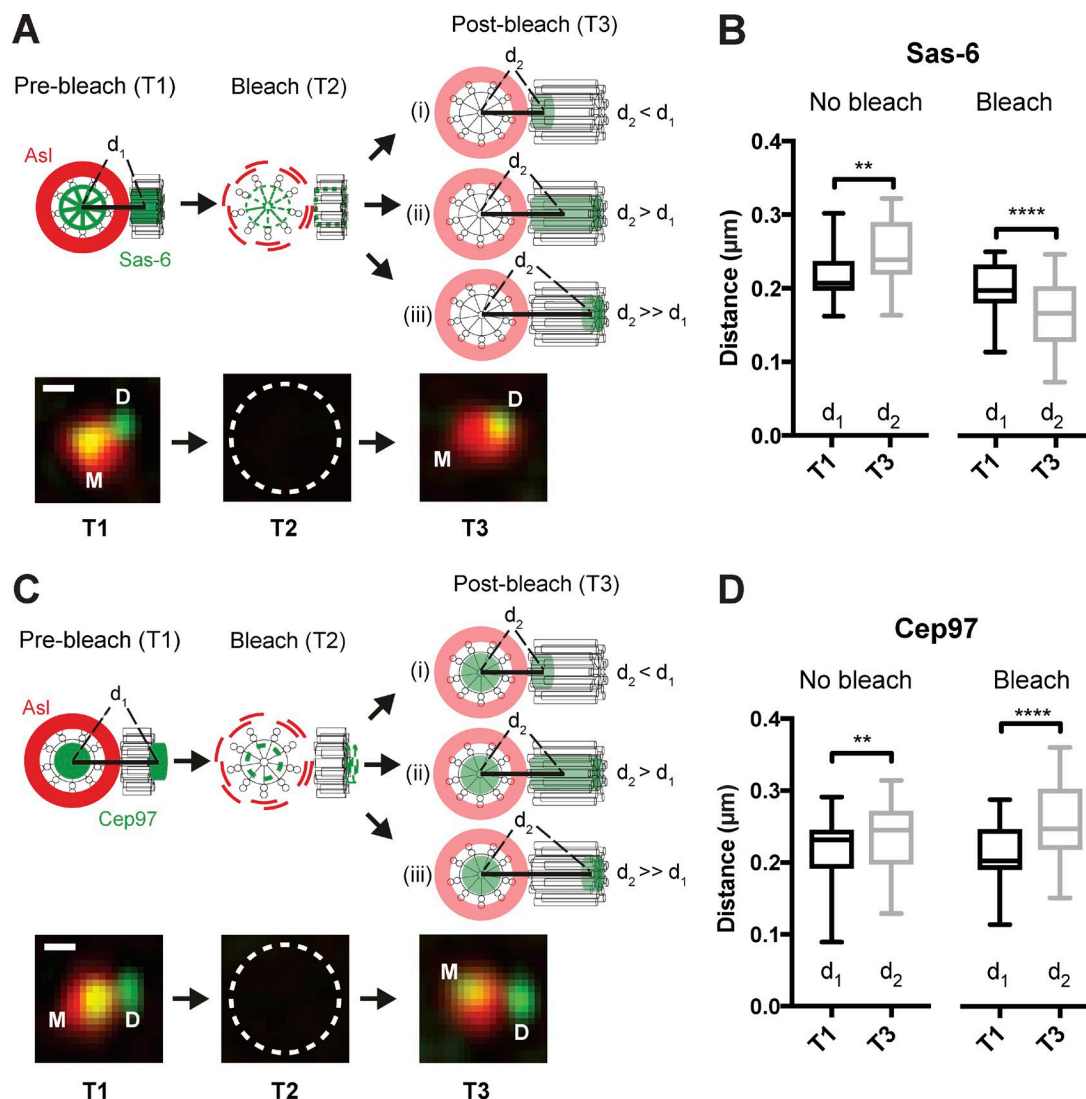 A
Pre-bleach (T1)
Bleach (T2)
Post-bleach (T3)
Asl
d1
Sas-6
(i)
d2
d2 < d1
(ii)
d2
d2 > d1
(iii)
d2
d2 >> d1
D
M
T1
T2
D
M
T3
B
Sas-6
No bleach
Bleach
Distance (µm)
0.4
0.3
0.2
0.1
0.0
**
****
d1
d2
d1
d2
T1
T3
T1
T3
C
Pre-bleach (T1)
Bleach (T2)
Post-bleach (T3)
Asl
d1
Cep97
(i)
d2
d2 < d1
(ii)
d2
d2 > d1
(iii)
d2
d2 >> d1
M
D
T1
T2
M
D
T3
D
Cep97
No bleach
Bleach
Distance (µm)
0.4
0.3
0.2
0.1
0.0
**
****
d1
d2
d1
d2
T1
T3
T1
T3